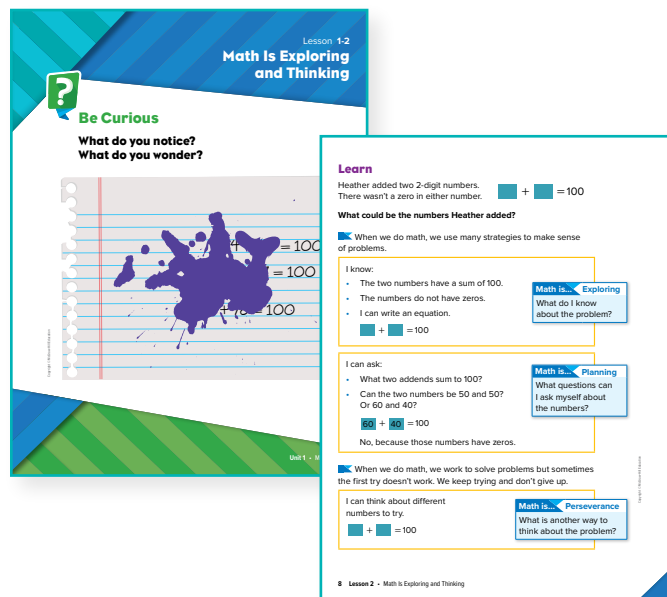 Lesson 1-2
Math Is Exploring
and Thinking
?
Be Curious
What do you notice?
What do you wonder?
4 = 100
= 100
+ = 100
Unit 1 •
Learn
Heather added two 2-digit numbers.
There wasn't a zero in either number.
+ = 100
What could be the numbers Heather added?
When we do math, we use many strategies to make sense
of problems.
I know:
• The two numbers have a sum of 100.
• The numbers do not have zeros.
• I can write an equation.
+ = 100
Math is... Exploring
What do I know
about the problem?
I can ask:
• What two addends sum to 100?
• Can the two numbers be 50 and 50?
Or 60 and 40?
60 + 40 = 100
No, because those numbers have zeros.
Math is... Planning
What questions can
I ask myself about
the numbers?
When we do math, we work to solve problems but sometimes
the first try doesn't work. We keep trying and don't give up.
I can think about different
numbers to try.
+ = 100
Math is... Perseverance
What is another way to
think about the problem?
8 Lesson 2 • Math Is Exploring and Thinking